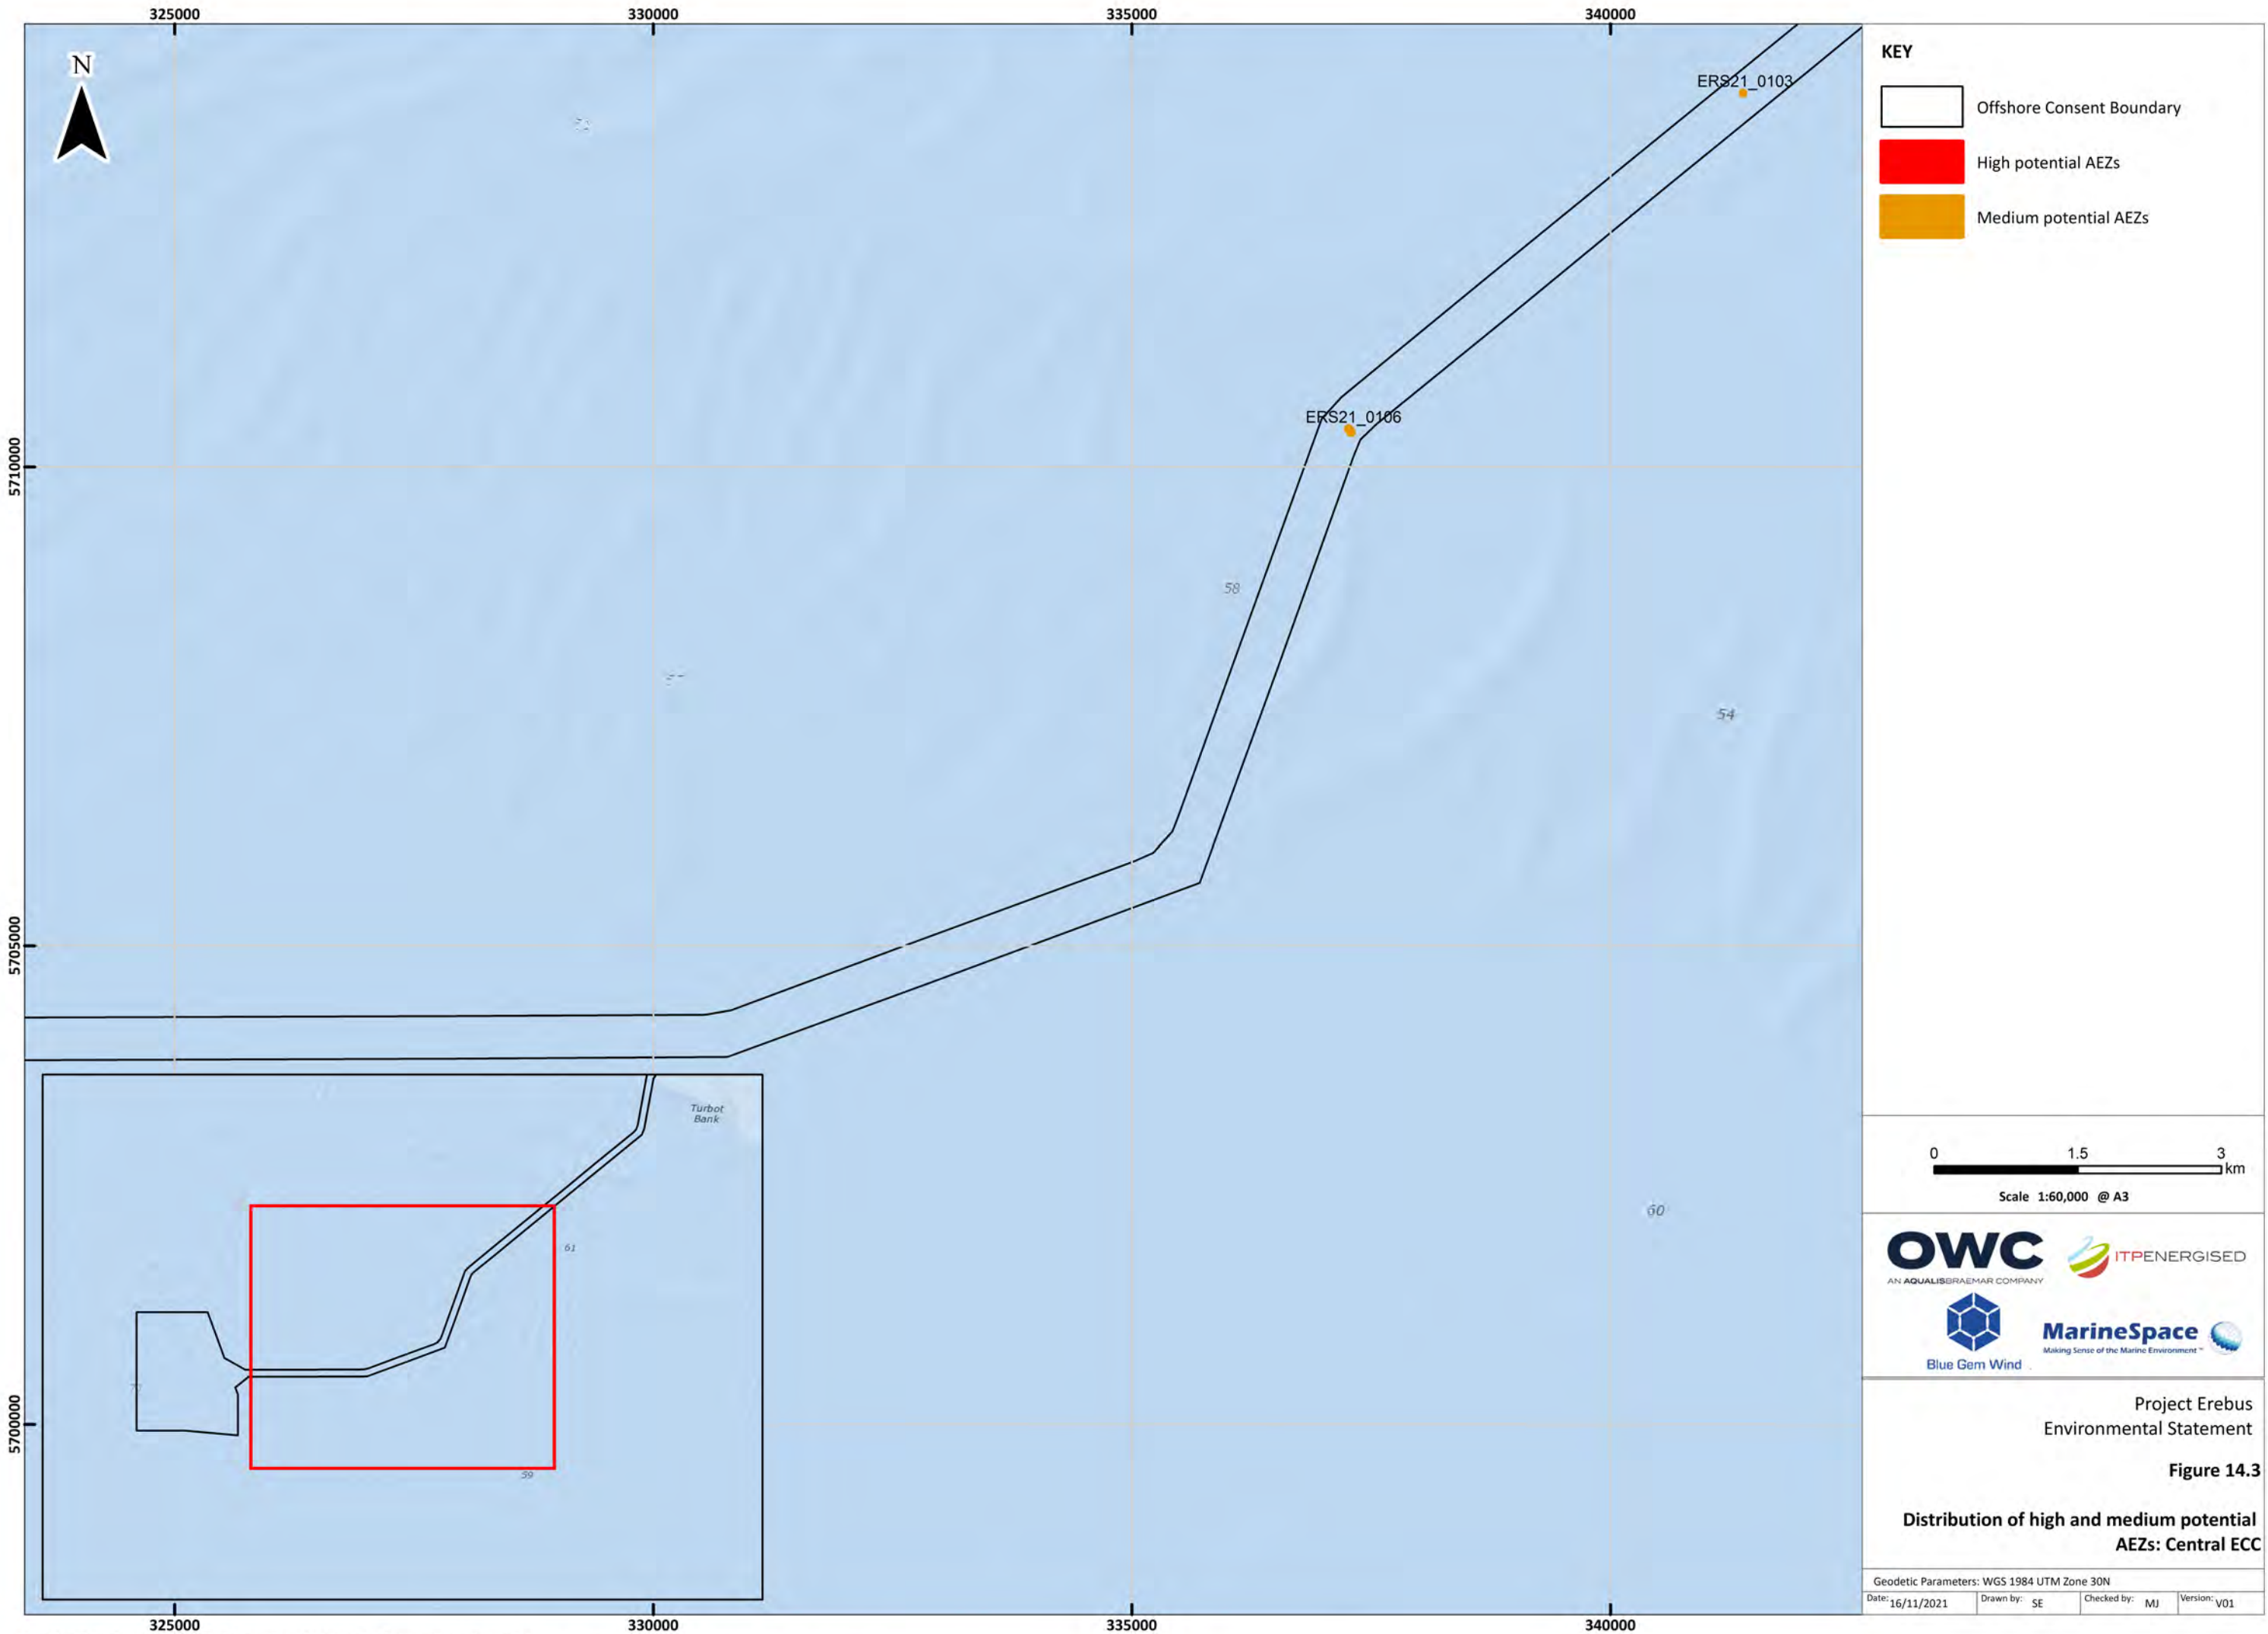 325000 330000 335000 340000
N
ERS21_0103
ERS21_0106
5710000
58
54
5705000
60
Turbot
Bank
61
59
5700000
325000 330000 335000 340000
KEY
Offshore Consent Boundary
High potential AEZs
Medium potential AEZs
0 1.5 3
km
Scale 1:60,000 @ A3
OWC
AN AQUALISBRAEMAR COMPANY
ITPENERGISED
Blue Gem Wind
MarineSpace
Making Sense of the Marine Environment™
Project Erebus
Environmental Statement
Figure 14.3
Distribution of high and medium potential
AEZs: Central ECC
Geodetic Parameters: WGS 1984 UTM Zone 30N
Date: 16/11/2021 Drawn by: SE Checked by: MJ Version: V01